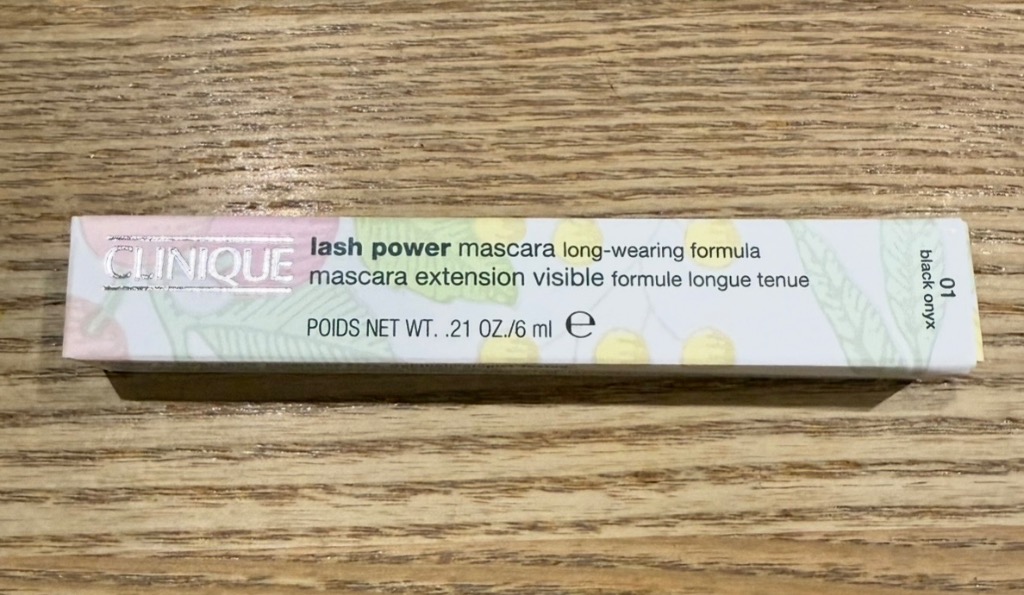 CLINIQUE
lash power mascara long-wearing formula
mascara extension visible formule longue tenue
POIDS NET WT. .21 OZ./6 ml ℮
01
black onyx